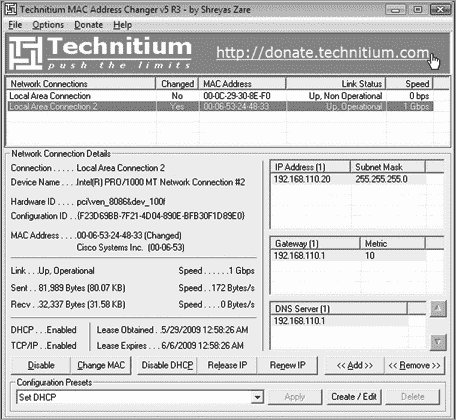 Technitium MAC Address Changer v5 R3 - by Shreyas Zare
File Options Donate Help
Technitium
push the limits
http://donate.technitium.com
Network Connections Changed MAC Address Link Status Speed
Local Area Connection No 00-0C-29-30-8E-F0 Up, Non Operational 0 bps
Local Area Connection 2 Yes 00-06-53-24-48-33 Up, Operational 1 Gbps
Network Connection Details
Connection . . . . . Local Area Connection 2
Device Name . . . Intel(R) PRO/1000 MT Network Connection #2
Hardware ID . . . . pci\ven_8086&dev_100f
Configuration ID . . {F23D69BB-7F21-4D04-890E-BFB30F1D89E0}
MAC Address . . . . 00-06-53-24-48-33 (Changed)
Cisco Systems Inc. (00-06-53)
Link . . . Up, Operational Speed . . . . . . 1 Gbps
Sent . . 81,989 Bytes (80.07 KB) Speed . . 172 Bytes/s
Recv . . 32,337 Bytes (31.58 KB) Speed . . . . 0 Bytes/s
DHCP . . . Enabled Lease Obtained . . 5/29/2009 12:58:26 AM
TCP/IP . . Enabled Lease Expires . . . 6/6/2009 12:58:26 AM
IP Address (1) Subnet Mask
192.168.110.20 255.255.255.0
Gateway (1) Metric
192.168.110.1 10
DNS Server (1)
192.168.110.1
Disable Change MAC Disable DHCP Release IP Renew IP << Add >> << Remove >>
Configuration Presets
Set DHCP Apply Create / Edit Delete